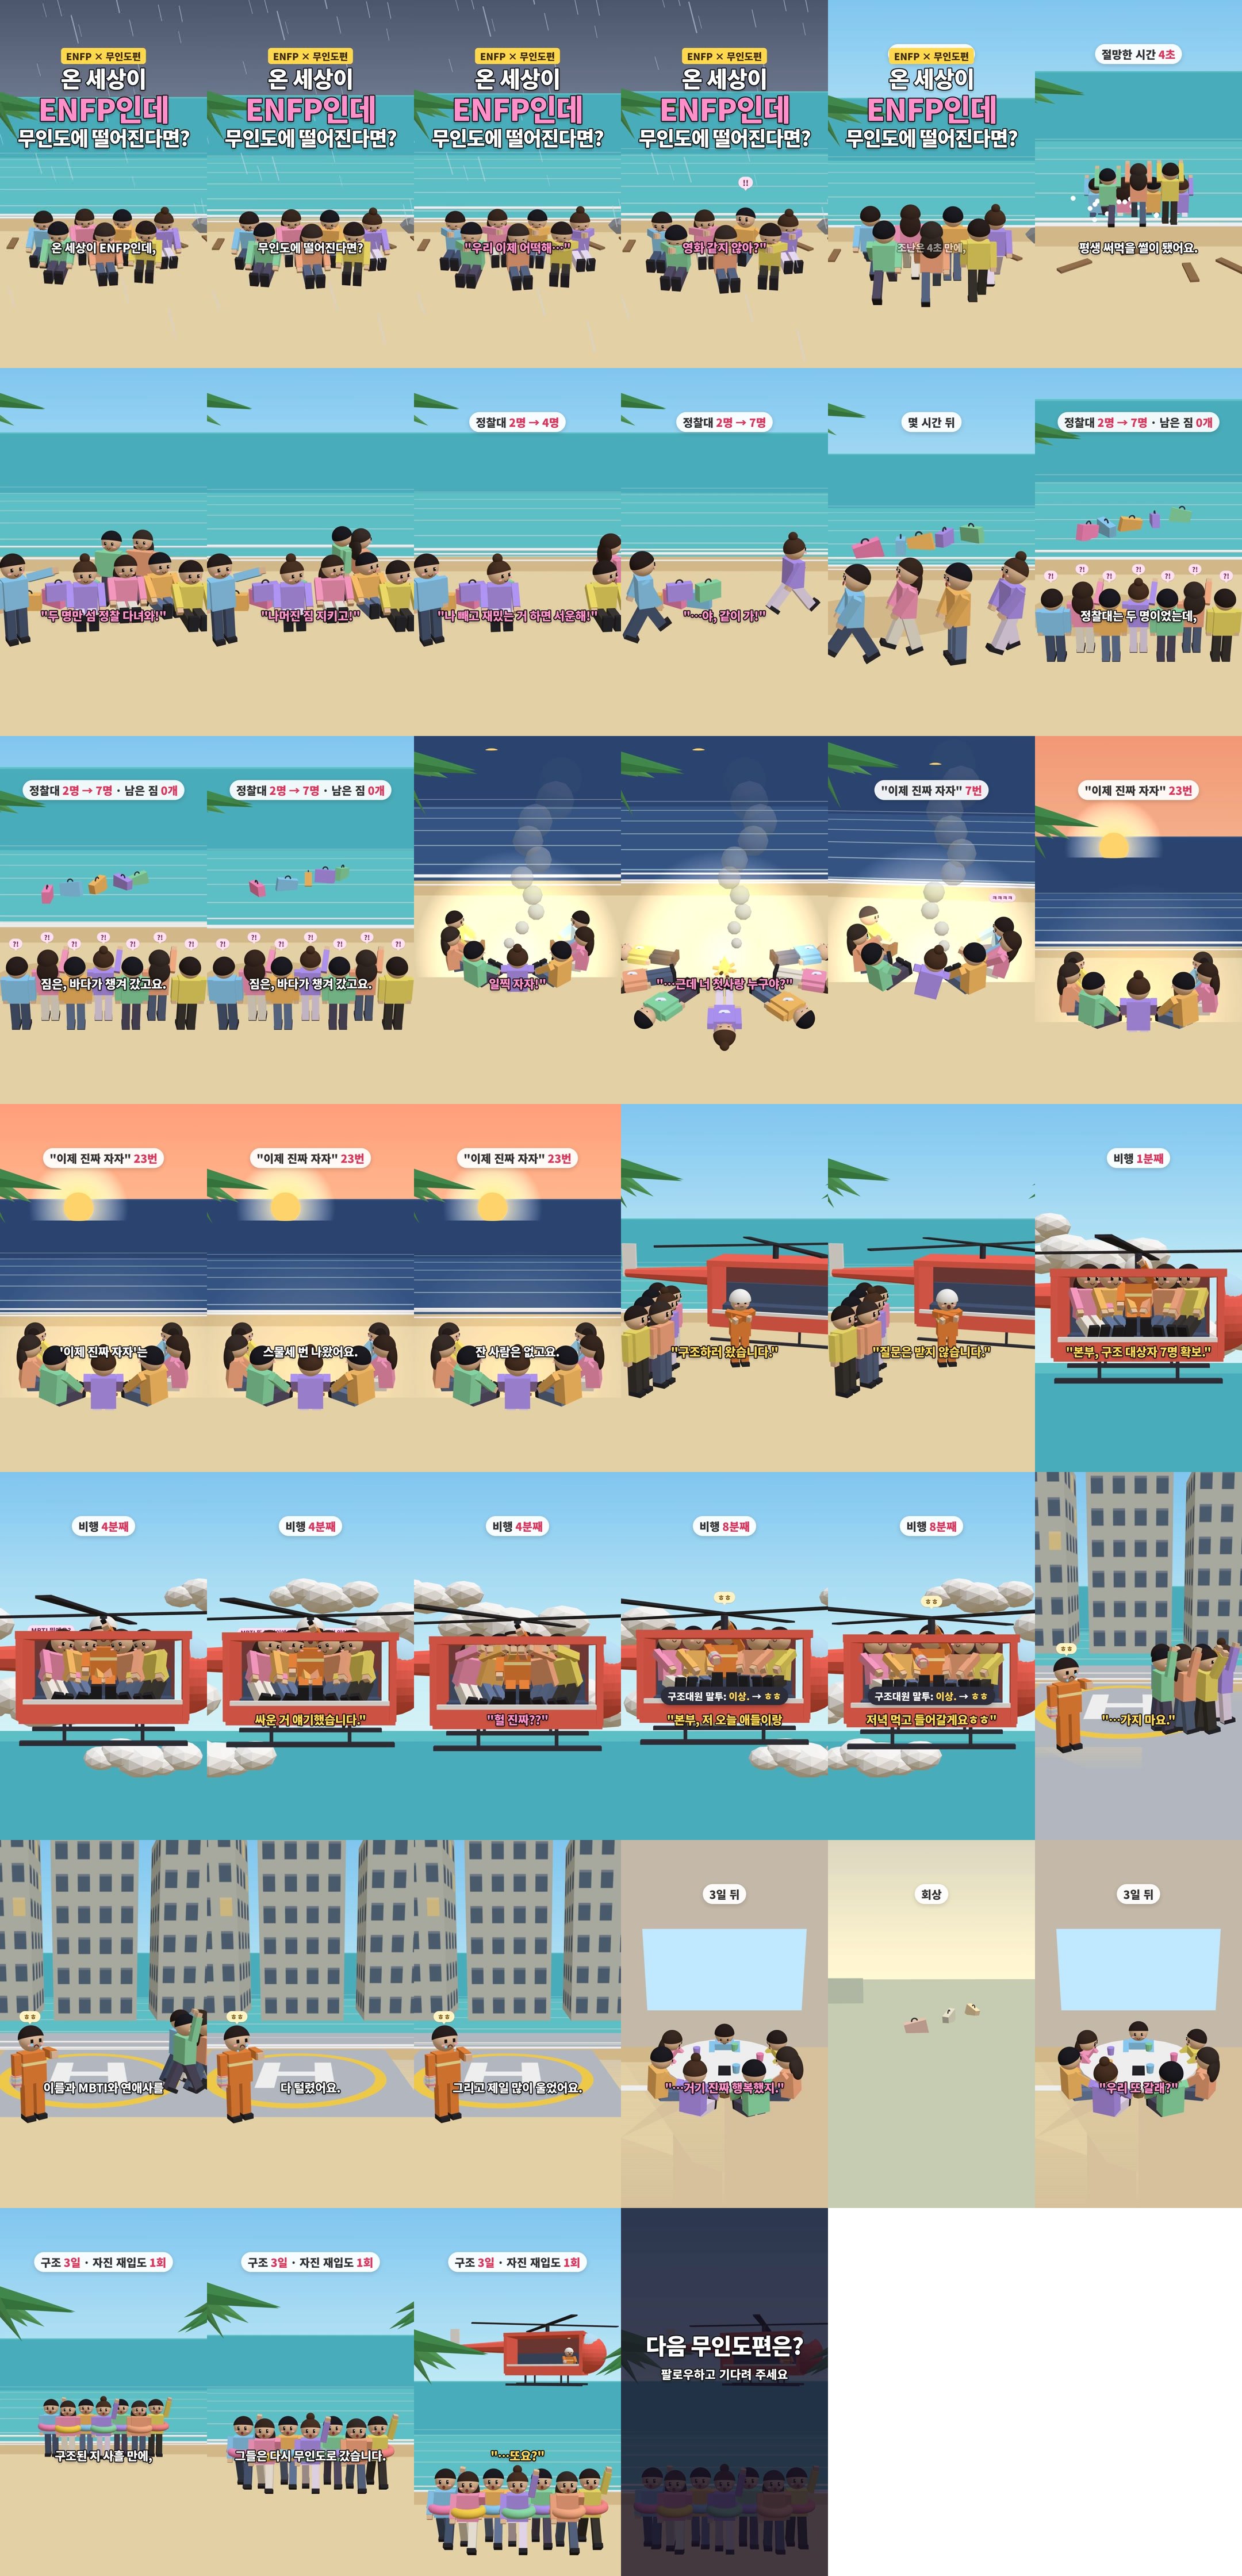 ENFP × 무인도편
온 세상이
ENFP인데
무인도에 떨어진다면?
온 세상이 ENFP인데,
ENFP × 무인도편
온 세상이
ENFP인데
무인도에 떨어진다면?
무인도에 떨어진다면?
ENFP × 무인도편
온 세상이
ENFP인데
무인도에 떨어진다면?
"우리 이제 어떡해…"
ENFP × 무인도편
온 세상이
ENFP인데
무인도에 떨어진다면?
!!
영화 같지 않아?"
ENFP × 무인도편
온 세상이
ENFP인데
무인도에 떨어진다면?
조난은 4초 만에,
절망한 시간 4초
평생 써먹을 썰이 됐어요.
"두 명만 섬 정찰 다녀와!"
"나머진 짐 지키고!"
정찰대 2명 → 4명
"나 빼고 재밌는 거 하면 서운해!"
정찰대 2명 → 7명
"…야, 같이 가!"
몇 시간 뒤
정찰대 2명 → 7명 · 남은 짐 0개
?! ?! ?! ?! ?! ?! ?!
정찰대는 두 명이었는데,
정찰대 2명 → 7명 · 남은 짐 0개
?! ?! ?! ?! ?! ?! ?!
짐은, 바다가 챙겨 갔고요.
정찰대 2명 → 7명 · 남은 짐 0개
?! ?! ?! ?! ?! ?! ?!
짐은, 바다가 챙겨 갔고요.
일찍 자자!"
"…근데 너 첫사랑 누구야?"
"이제 진짜 자자" 7번
ㅋㅋㅋㅋ
"이제 진짜 자자" 23번
"이제 진짜 자자" 23번
'이제 진짜 자자'는
"이제 진짜 자자" 23번
스물세 번 나왔어요.
"이제 진짜 자자" 23번
잔 사람은 없고요.
"구조하러 왔습니다!"
"질문은 받지 않습니다!"
비행 1분째
"본부, 구조 대상자 7명 확보."
비행 4분째
비행 4분째
싸운 거 얘기했습니다."
비행 4분째
"헐 진짜??"
비행 8분째
ㅎㅎ
구조대원 말투: 이상. → ㅎㅎ
"본부, 저 오늘 애들이랑
비행 8분째
ㅎㅎ
구조대원 말투: 이상. → ㅎㅎ
저녁 먹고 들어갈게요ㅎㅎ"
ㅎㅎ
"…가지 마요."
ㅎㅎ
이름과 MBTI와 연애사를
ㅎㅎ
다 털렸어요.
ㅎㅎ
그리고 제일 많이 울었어요.
3일 뒤
"…거기 진짜 행복했지."
회상
3일 뒤
"우리 또 갈래?"
구조 3일 · 자진 재입도 1회
구조된 지 사흘 만에,
구조 3일 · 자진 재입도 1회
그들은 다시 무인도로 갔습니다.
구조 3일 · 자진 재입도 1회
"…또요?"
다음 무인도편은?
팔로우하고 기다려 주세요